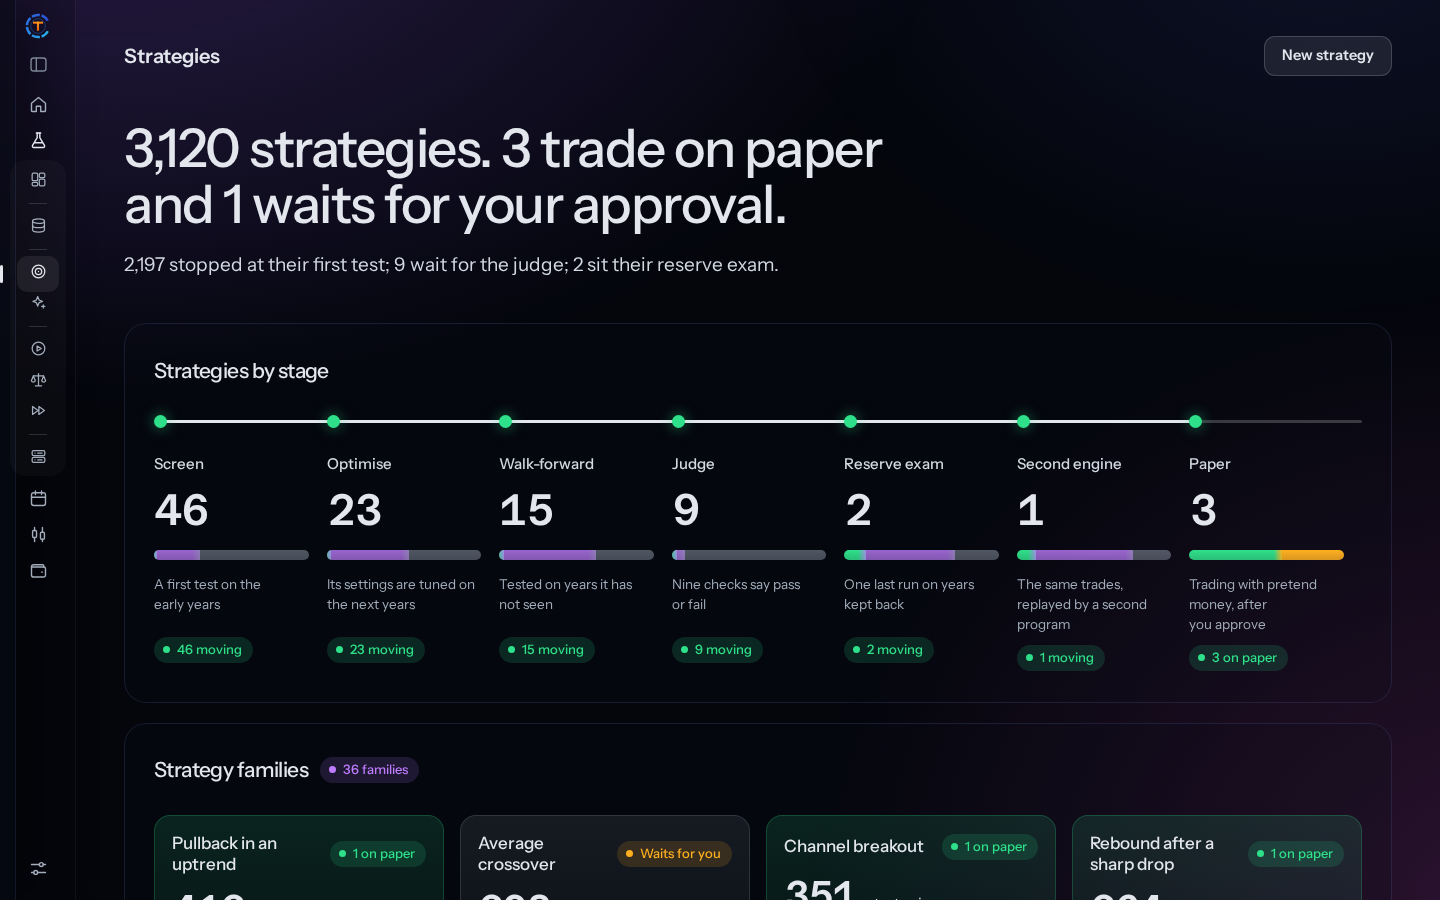 Strategies
New strategy
3,120 strategies. 3 trade on paper
and 1 waits for your approval.
2,197 stopped at their first test; 9 wait for the judge; 2 sit their reserve exam.
Strategies by stage
Screen
46
A first test on the
early years
46 moving
Optimise
23
Its settings are tuned on
the next years
23 moving
Walk-forward
15
Tested on years it has
not seen
15 moving
Judge
9
Nine checks say pass
or fail
9 moving
Reserve exam
2
One last run on years
kept back
2 moving
Second engine
1
The same trades,
replayed by a second
program
1 moving
Paper
3
Trading with pretend
money, after
you approve
3 on paper
Strategy families
36 families
Pullback in an
uptrend
1 on paper
Average
crossover
Waits for you
Channel breakout
1 on paper
351
Rebound after a
sharp drop
1 on paper